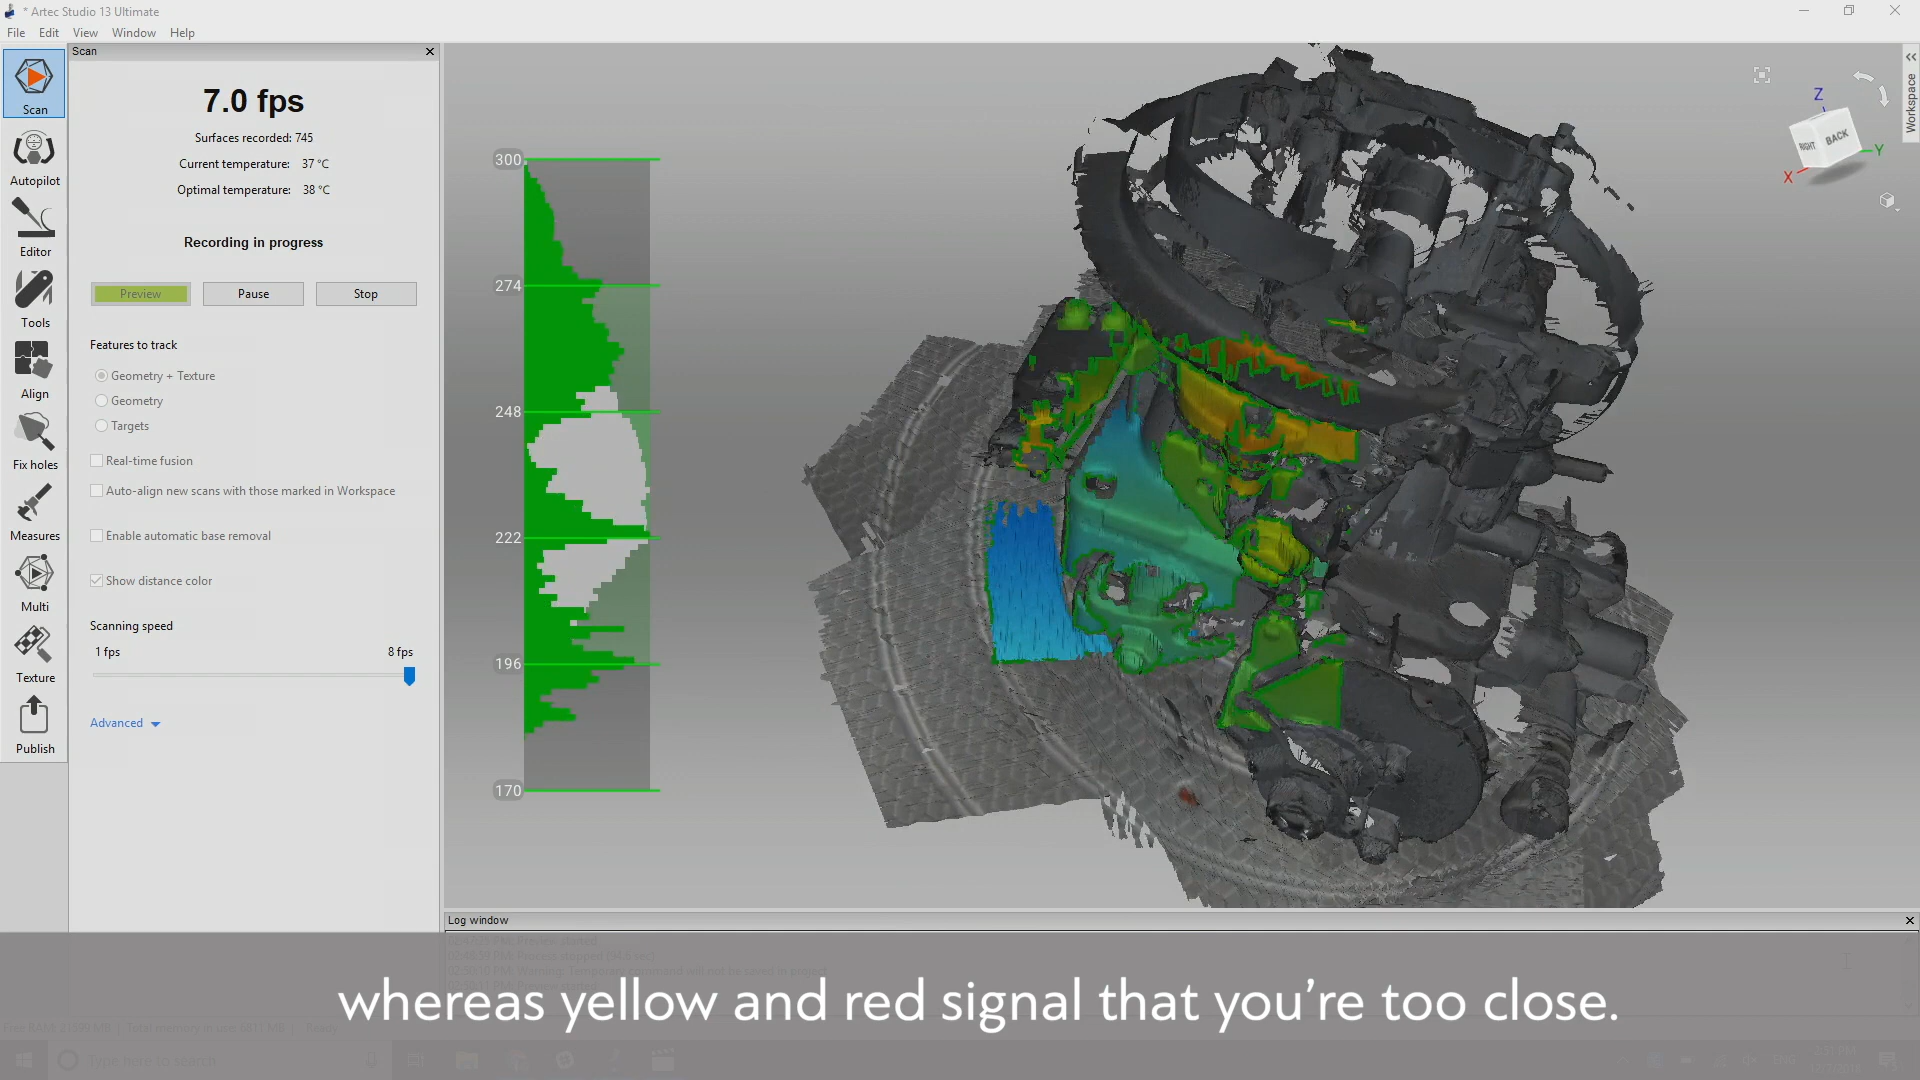 * Artec Studio 13 Ultimate
File Edit View Window Help
Scan
Scan
Autopilot
Editor
Tools
Align
Fix holes
Measures
Multi
Texture
Publish
7.0 fps
Surfaces recorded: 745
Current temperature: 37 °C
Optimal temperature: 38 °C
Recording in progress
Preview Pause Stop
Features to track
Geometry + Texture
Geometry
Targets
Real-time fusion
Auto-align new scans with those marked in Workspace
Enable automatic base removal
Show distance color
Scanning speed
1 fps 8 fps
Advanced
300
274
248
222
196
170
Z
RIGHT BACK
Y
X
Workspace
Log window
whereas yellow and red signal that you're too close.
Type here to search